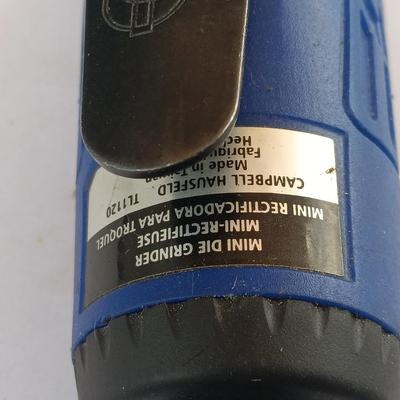 MINI DIE GRINDER
MINI-RECTIFIEUSE
MINI RECTIFICADORA PARA TROQUEL
CAMPBELL HAUSFELD TL1120
Made in Taiwan